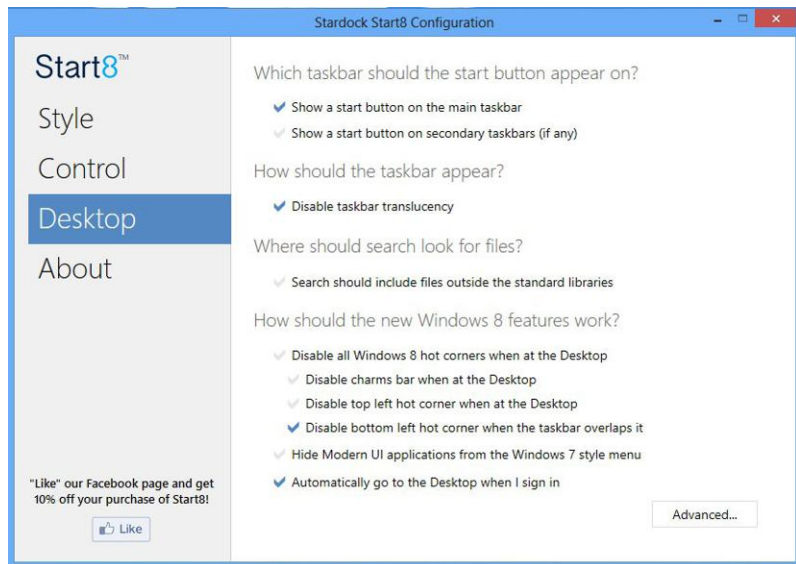 Stardock Start8 Configuration
Start8™
Style
Control
Desktop
About
"Like" our Facebook page and get
10% off your purchase of Start8!
Like
Which taskbar should the start button appear on?
Show a start button on the main taskbar
Show a start button on secondary taskbars (if any)
How should the taskbar appear?
Disable taskbar translucency
Where should search look for files?
Search should include files outside the standard libraries
How should the new Windows 8 features work?
Disable all Windows 8 hot corners when at the Desktop
Disable charms bar when at the Desktop
Disable top left hot corner when at the Desktop
Disable bottom left hot corner when the taskbar overlaps it
Hide Modern UI applications from the Windows 7 style menu
Automatically go to the Desktop when I sign in
Advanced...